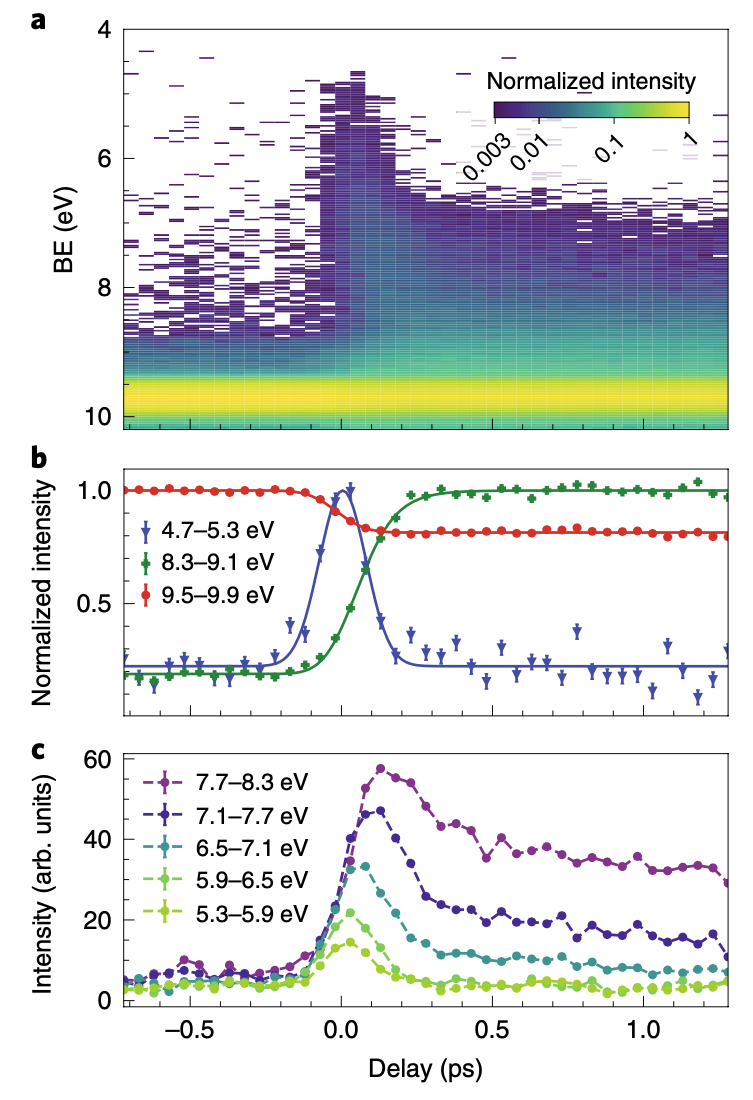 a
4
6
8
10
BE (eV)
Normalized intensity
0.003
0.01
0.1
1
b
1.0
0.5
Normalized intensity
4.7–5.3 eV
8.3–9.1 eV
9.5–9.9 eV
c
60
40
20
0
Intensity (arb. units)
7.7–8.3 eV
7.1–7.7 eV
6.5–7.1 eV
5.9–6.5 eV
5.3–5.9 eV
−0.5
0.0
0.5
1.0
Delay (ps)